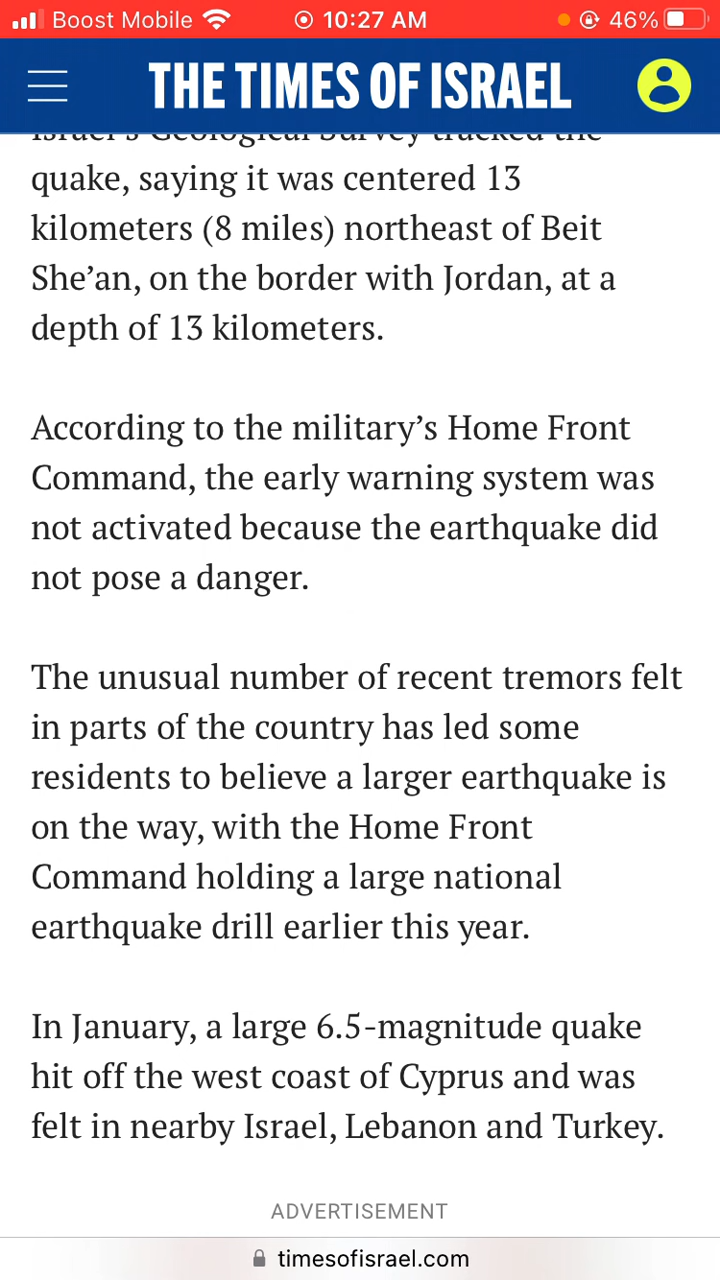 Boost Mobile 10:27 AM 46%
THE TIMES OF ISRAEL
Israel's Geological Survey tracked the
quake, saying it was centered 13
kilometers (8 miles) northeast of Beit
She’an, on the border with Jordan, at a
depth of 13 kilometers.
According to the military’s Home Front
Command, the early warning system was
not activated because the earthquake did
not pose a danger.
The unusual number of recent tremors felt
in parts of the country has led some
residents to believe a larger earthquake is
on the way, with the Home Front
Command holding a large national
earthquake drill earlier this year.
In January, a large 6.5-magnitude quake
hit off the west coast of Cyprus and was
felt in nearby Israel, Lebanon and Turkey.
ADVERTISEMENT
timesofisrael.com